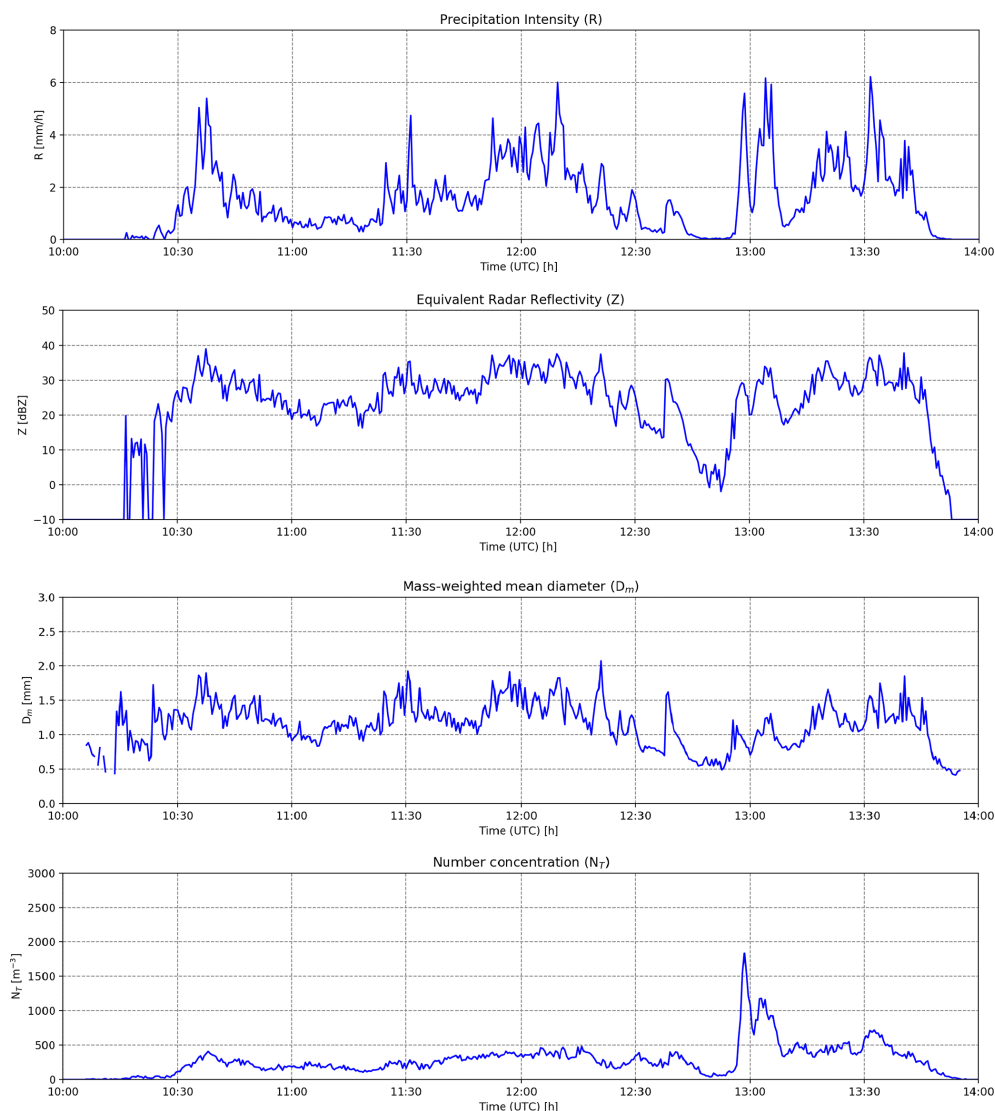 Precipitation Intensity (R)
8
6
4
2
0
R [mm/h]
10:00 10:30 11:00 11:30 12:00 12:30 13:00 13:30 14:00
Time (UTC) [h]
Equivalent Radar Reflectivity (Z)
50
40
30
20
10
0
−10
Z [dBZ]
10:00 10:30 11:00 11:30 12:00 12:30 13:00 13:30 14:00
Time (UTC) [h]
Mass-weighted mean diameter (Dₘ)
3.0
2.5
2.0
1.5
1.0
0.5
0.0
Dₘ [mm]
10:00 10:30 11:00 11:30 12:00 12:30 13:00 13:30 14:00
Time (UTC) [h]
Number concentration (N_T)
3000
2500
2000
1500
1000
500
0
N_T [m⁻³]
10:00 10:30 11:00 11:30 12:00 12:30 13:00 13:30 14:00
Time (UTC) [h]